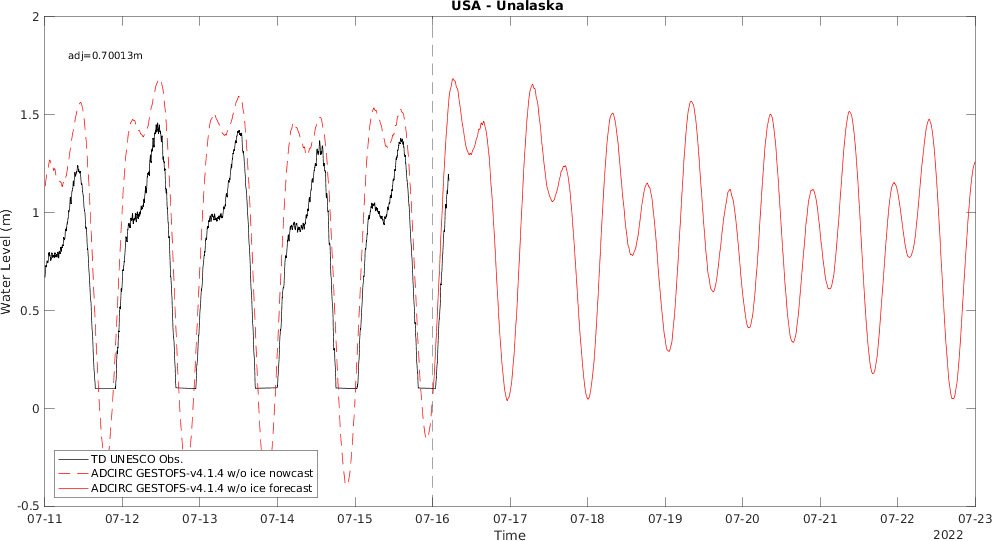 USA - Unalaska
adj=0.70013m
2
1.5
1
0.5
0
-0.5
Water Level (m)
TD UNESCO Obs.
ADCIRC GESTOFS-v4.1.4 w/o ice nowcast
ADCIRC GESTOFS-v4.1.4 w/o ice forecast
07-11 07-12 07-13 07-14 07-15 07-16 07-17 07-18 07-19 07-20 07-21 07-22 07-23
Time
2022